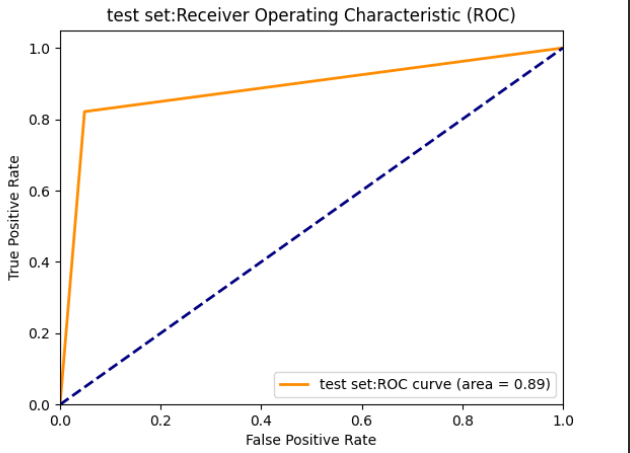 test set:Receiver Operating Characteristic (ROC)
1.0
0.8
0.6
0.4
0.2
0.0
True Positive Rate
test set:ROC curve (area = 0.89)
0.0 0.2 0.4 0.6 0.8 1.0
False Positive Rate